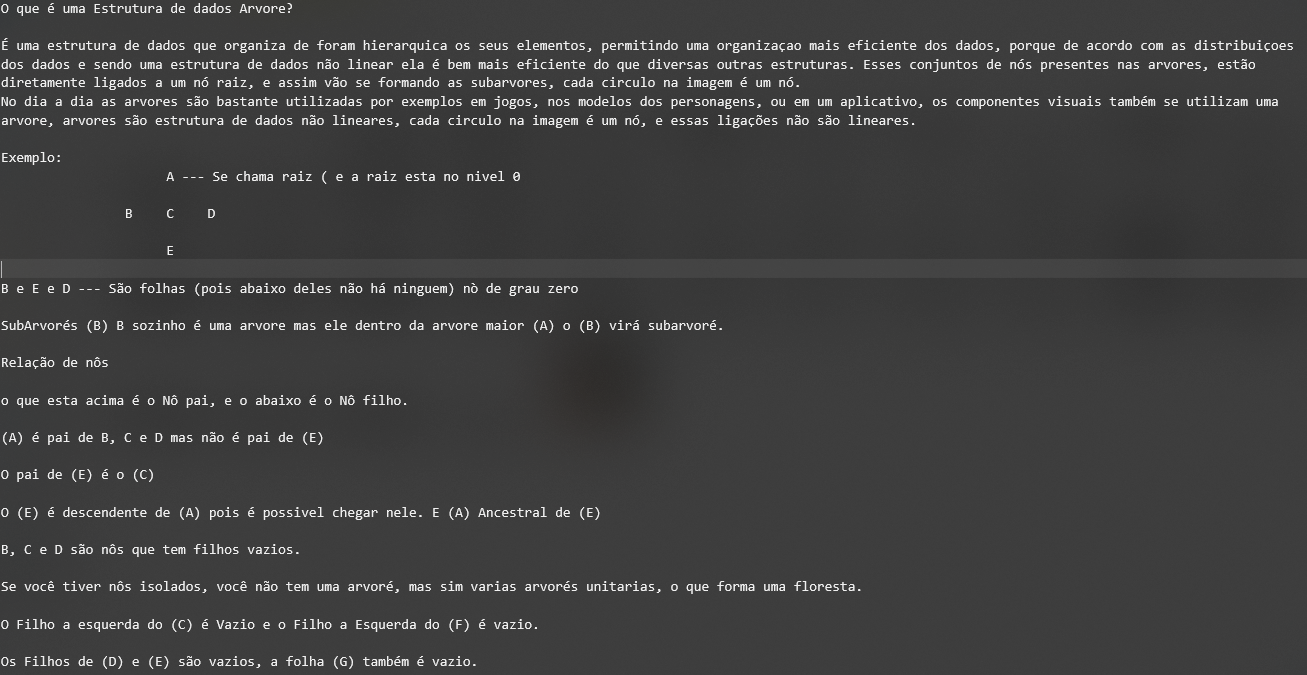 O que é uma Estrutura de dados Arvore?
É uma estrutura de dados que organiza de foram hierarquica os seus elementos, permitindo uma organizaçao mais eficiente dos dados, porque de acordo com as distribuiçoes
dos dados e sendo uma estrutura de dados não linear ela é bem mais eficiente do que diversas outras estruturas. Esses conjuntos de nós presentes nas arvores, estão
diretamente ligados a um nó raiz, e assim vão se formando as subarvores, cada circulo na imagem é um nó.
No dia a dia as arvores são bastante utilizadas por exemplos em jogos, nos modelos dos personagens, ou em um aplicativo, os componentes visuais também se utilizam uma
arvore, arvores são estrutura de dados não lineares, cada circulo na imagem é um nó, e essas ligações não são lineares.
Exemplo:
A --- Se chama raiz ( e a raiz esta no nivel 0
B C D
E
B e E e D --- São folhas (pois abaixo deles não há ninguem) nò de grau zero
SubArvorés (B) B sozinho é uma arvore mas ele dentro da arvore maior (A) o (B) virá subarvoré.
Relação de nôs
o que esta acima é o Nô pai, e o abaixo é o Nô filho.
(A) é pai de B, C e D mas não é pai de (E)
O pai de (E) é o (C)
O (E) é descendente de (A) pois é possivel chegar nele. E (A) Ancestral de (E)
B, C e D são nôs que tem filhos vazios.
Se você tiver nôs isolados, você não tem uma arvoré, mas sim varias arvorés unitarias, o que forma uma floresta.
O Filho a esquerda do (C) é Vazio e o Filho a Esquerda do (F) é vazio.
Os Filhos de (D) e (E) são vazios, a folha (G) também é vazio.